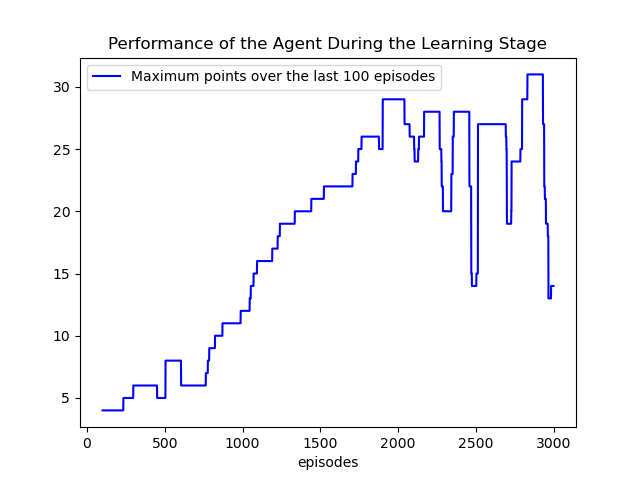 Performance of the Agent During the Learning Stage
Maximum points over the last 100 episodes
30
25
20
15
10
5
0 500 1000 1500 2000 2500 3000
episodes